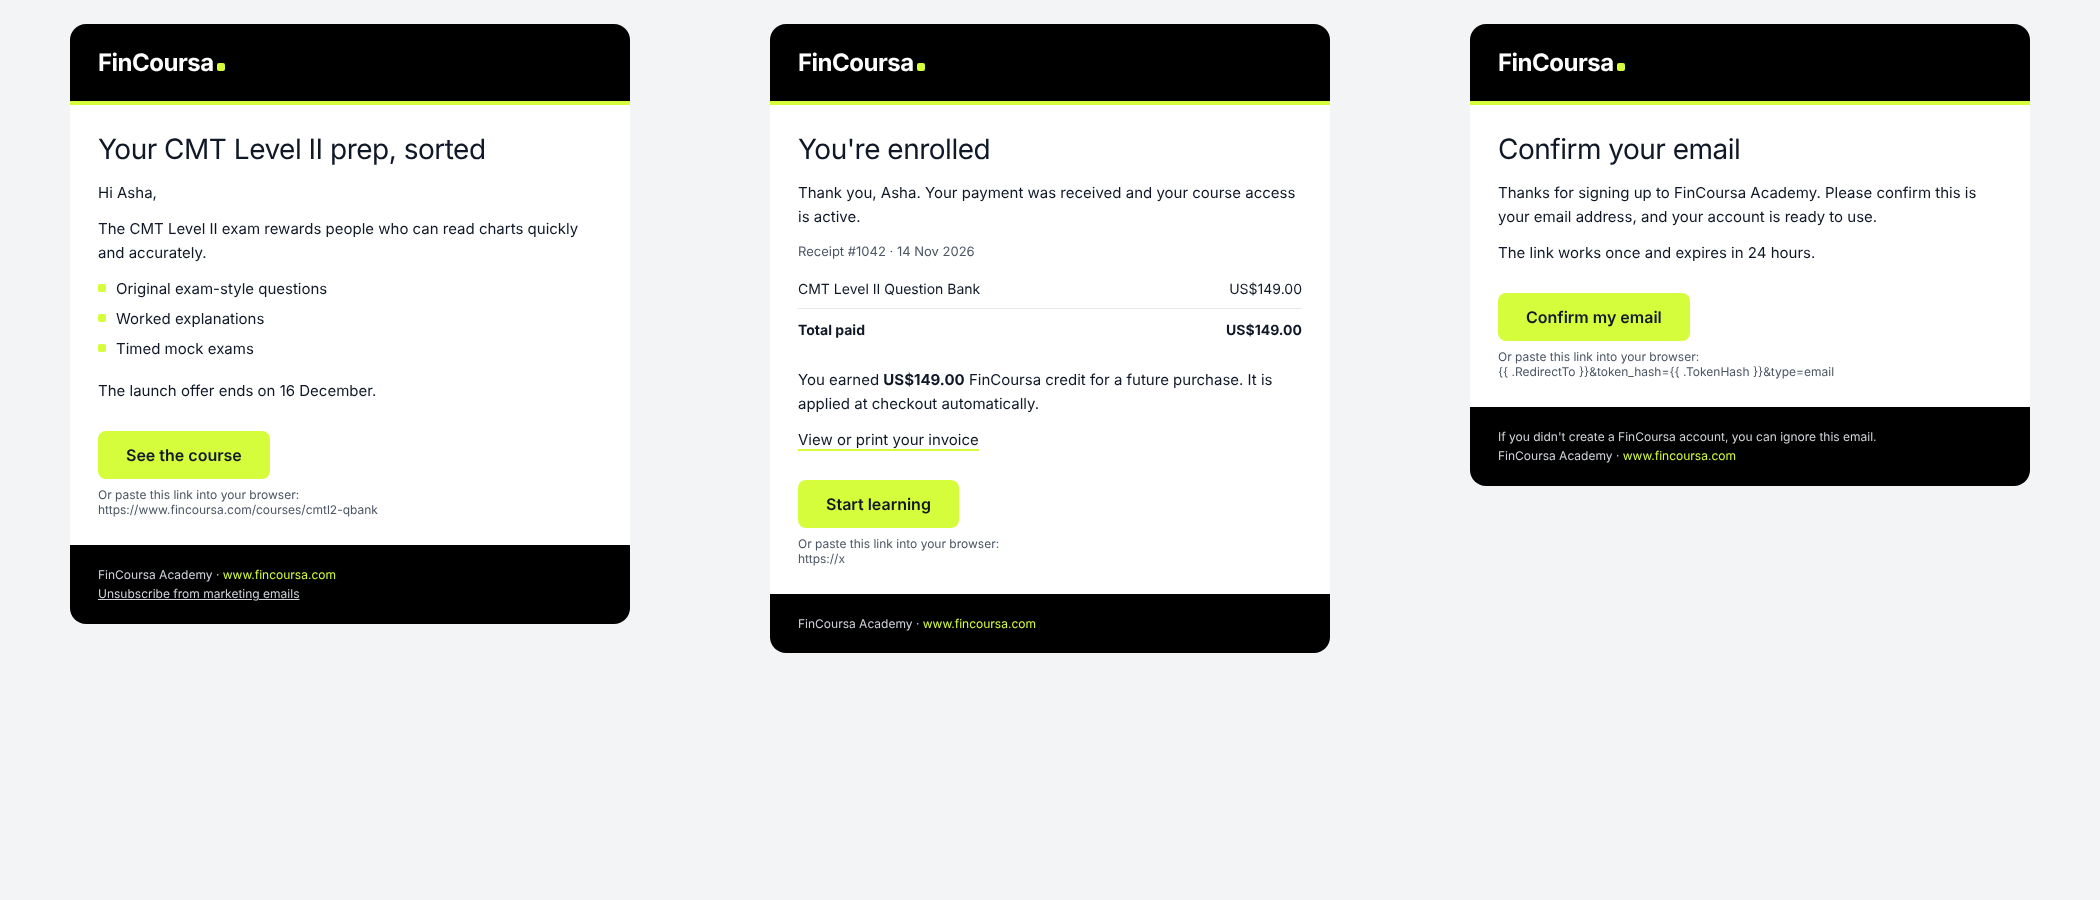 FinCoursa
Your CMT Level II prep, sorted
Hi Asha,
The CMT Level II exam rewards people who can read charts quickly
and accurately.
Original exam-style questions
Worked explanations
Timed mock exams
The launch offer ends on 16 December.
See the course
Or paste this link into your browser:
https://www.fincoursa.com/courses/cmtl2-qbank
FinCoursa Academy · www.fincoursa.com
Unsubscribe from marketing emails
FinCoursa
You're enrolled
Thank you, Asha. Your payment was received and your course access
is active.
Receipt #1042 · 14 Nov 2026
CMT Level II Question Bank US$149.00
Total paid US$149.00
You earned US$149.00 FinCoursa credit for a future purchase. It is
applied at checkout automatically.
View or print your invoice
Start learning
Or paste this link into your browser:
https://x
FinCoursa Academy · www.fincoursa.com
FinCoursa
Confirm your email
Thanks for signing up to FinCoursa Academy. Please confirm this is
your email address, and your account is ready to use.
The link works once and expires in 24 hours.
Confirm my email
Or paste this link into your browser:
{{ .RedirectTo }}&token_hash={{ .TokenHash }}&type=email
If you didn't create a FinCoursa account, you can ignore this email.
FinCoursa Academy · www.fincoursa.com